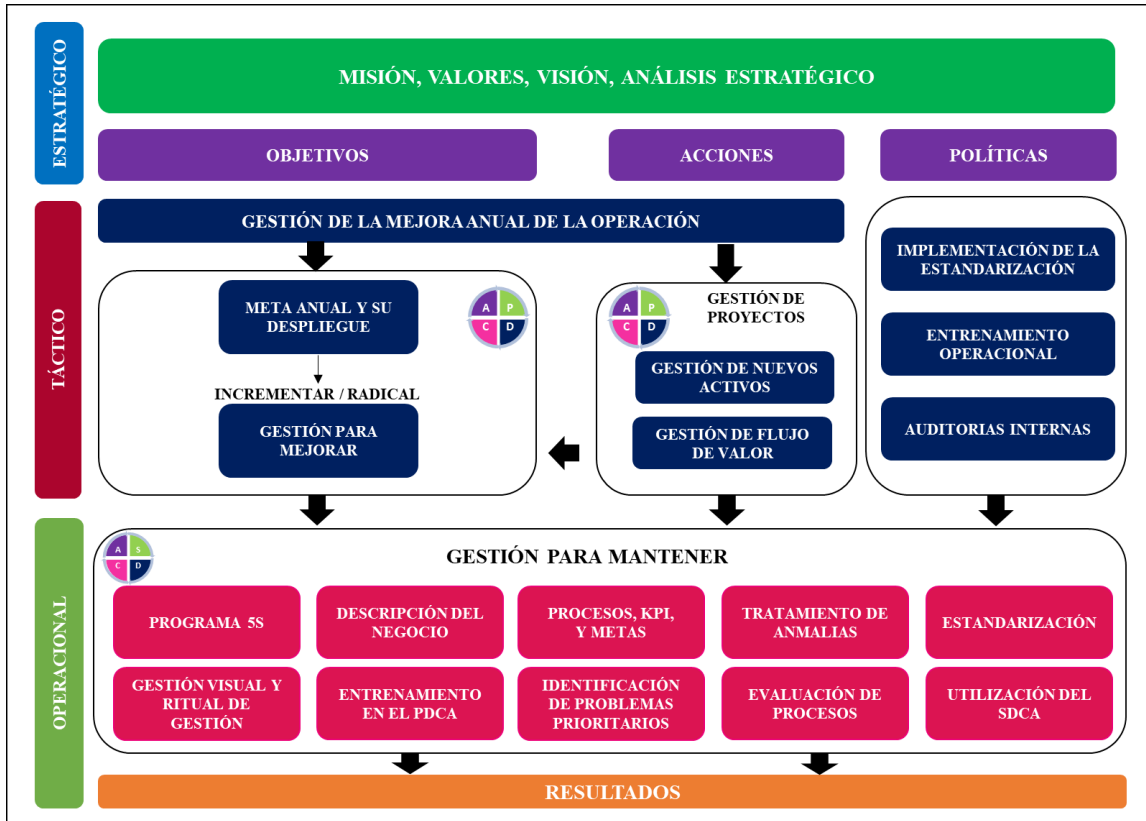 ESTRATÉGICO
MISIÓN, VALORES, VISIÓN, ANÁLISIS ESTRATÉGICO
OBJETIVOS
ACCIONES
POLÍTICAS
TÁCTICO
GESTIÓN DE LA MEJORA ANUAL DE LA OPERACIÓN
META ANUAL Y SU
DESPLIEGUE
A P
C D
INCREMENTAR / RADICAL
GESTIÓN PARA
MEJORAR
A P
C D
GESTIÓN DE
PROYECTOS
GESTIÓN DE NUEVOS
ACTIVOS
GESTIÓN DE FLUJO
DE VALOR
IMPLEMENTACIÓN DE LA
ESTANDARIZACIÓN
ENTRENAMIENTO
OPERACIONAL
AUDITORIAS INTERNAS
OPERACIONAL
A S
C D
GESTIÓN PARA MANTENER
PROGRAMA 5S
DESCRIPCIÓN DEL
NEGOCIO
PROCESOS, KPI,
Y METAS
TRATAMIENTO DE
ANMALIAS
ESTANDARIZACIÓN
GESTIÓN VISUAL Y
RITUAL DE
GESTIÓN
ENTRENAMIENTO
EN EL PDCA
IDENTIFICACIÓN
DE PROBLEMAS
PRIORITARIOS
EVALUACIÓN DE
PROCESOS
UTILIZACIÓN DEL
SDCA
RESULTADOS